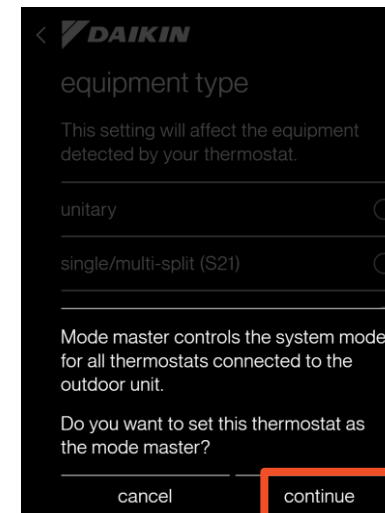 DAIKIN
equipment type
This setting will affect the equipment
detected by your thermostat.
unitary
single/multi-split (S21)
Mode master controls the system mode
for all thermostats connected to the
outdoor unit.
Do you want to set this thermostat as
the mode master?
cancel continue